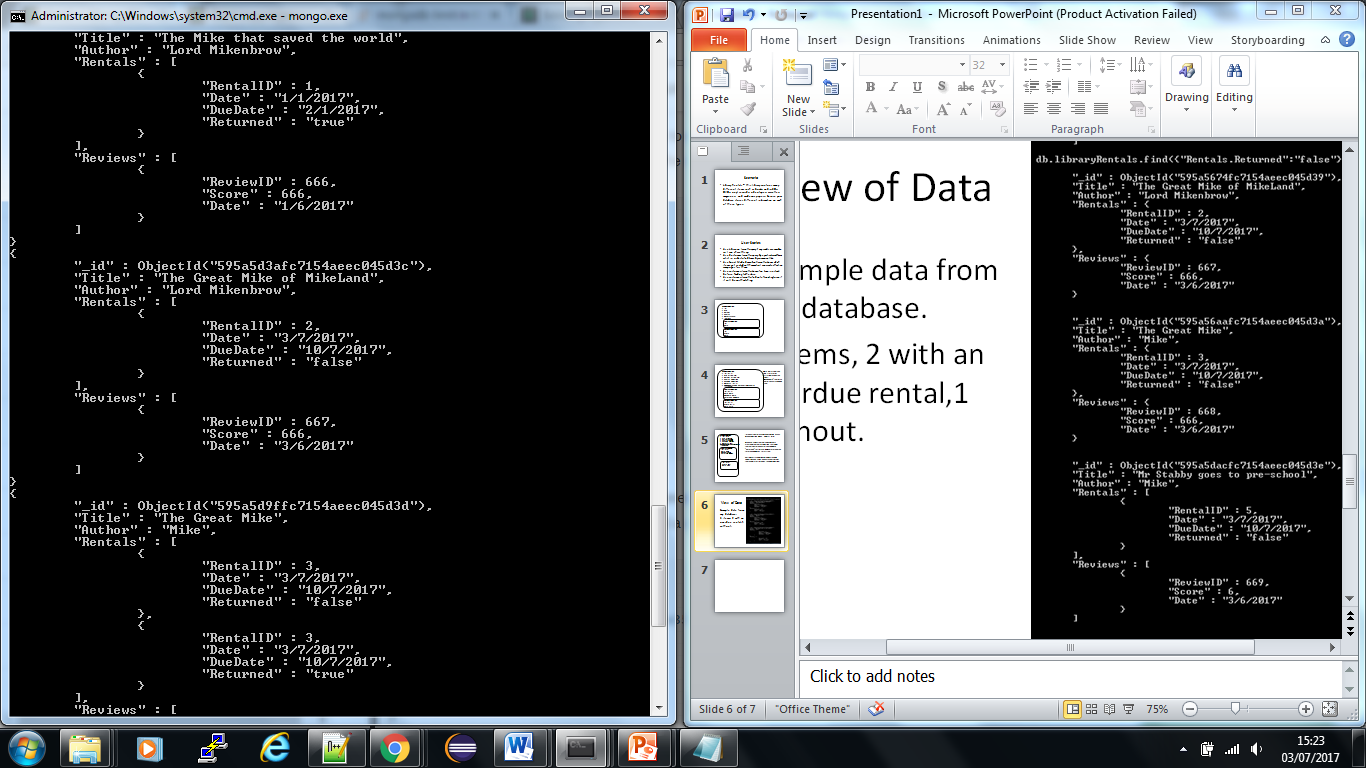 Administrator: C:\Windows\system32\cmd.exe - mongo.exe
"Title" : "The Mike that saved the world",
"Author" : "Lord Mikenbrow",
"Rentals" : [
{
"RentalID" : 1,
"Date" : "1/1/2017",
"DueDate" : "2/1/2017",
"Returned" : "true"
}
],
"Reviews" : [
{
"ReviewID" : 666,
"Score" : 666,
"Date" : "1/6/2017"
}
]
}
{
"_id" : ObjectId("595a5d3afc7154aeec045d3c"),
"Title" : "The Great Mike of MikeLand",
"Author" : "Lord Mikenbrow",
"Rentals" : [
{
"RentalID" : 2,
"Date" : "3/7/2017",
"DueDate" : "10/7/2017",
"Returned" : "false"
}
],
"Reviews" : [
{
"ReviewID" : 667,
"Score" : 666,
"Date" : "3/6/2017"
}
]
}
{
"_id" : ObjectId("595a5d9ffc7154aeec045d3d"),
"Title" : "The Great Mike",
"Author" : "Mike",
"Rentals" : [
{
"RentalID" : 3,
"Date" : "3/7/2017",
"DueDate" : "10/7/2017",
"Returned" : "false"
},
{
"RentalID" : 3,
"Date" : "3/7/2017",
"DueDate" : "10/7/2017",
"Returned" : "true"
}
],
"Reviews" : [
Presentation1 - Microsoft PowerPoint (Product Activation Failed)
File Home Insert Design Transitions Animations Slide Show Review View Storyboarding
32
Paste New Slide Drawing Editing
Clipboard Slides Font Paragraph
1
2
3
4
5
6
7
ew of Data
mple data from
database.
ems, 2 with an
rdue rental,1
hout.
]
db.libraryRentals.find({"Rentals.Returned":"false")
"_id" : ObjectId("595a5674fc7154aeec045d39"),
"Title" : "The Great Mike of MikeLand",
"Author" : "Lord Mikenbrow",
"Rentals" : {
"RentalID" : 2,
"Date" : "3/7/2017",
"DueDate" : "10/7/2017",
"Returned" : "false"
},
"Reviews" : {
"ReviewID" : 667,
"Score" : 666,
"Date" : "3/6/2017"
}
"_id" : ObjectId("595a56aafc7154aeec045d3a"),
"Title" : "The Great Mike",
"Author" : "Mike",
"Rentals" : {
"RentalID" : 3,
"Date" : "3/7/2017",
"DueDate" : "10/7/2017",
"Returned" : "false"
},
"Reviews" : {
"ReviewID" : 668,
"Score" : 666,
"Date" : "3/6/2017"
}
"_id" : ObjectId("595a5dacfc7154aeec045d3e"),
"Title" : "Mr Stabby goes to pre-school",
"Author" : "Mike",
"Rentals" : [
{
"RentalID" : 5,
"Date" : "3/7/2017",
"DueDate" : "10/7/2017",
"Returned" : "false"
}
],
"Reviews" : [
{
"ReviewID" : 669,
"Score" : 6,
"Date" : "3/6/2017"
}
]
Click to add notes
Slide 6 of 7 "Office Theme" 75%
15:23
03/07/2017